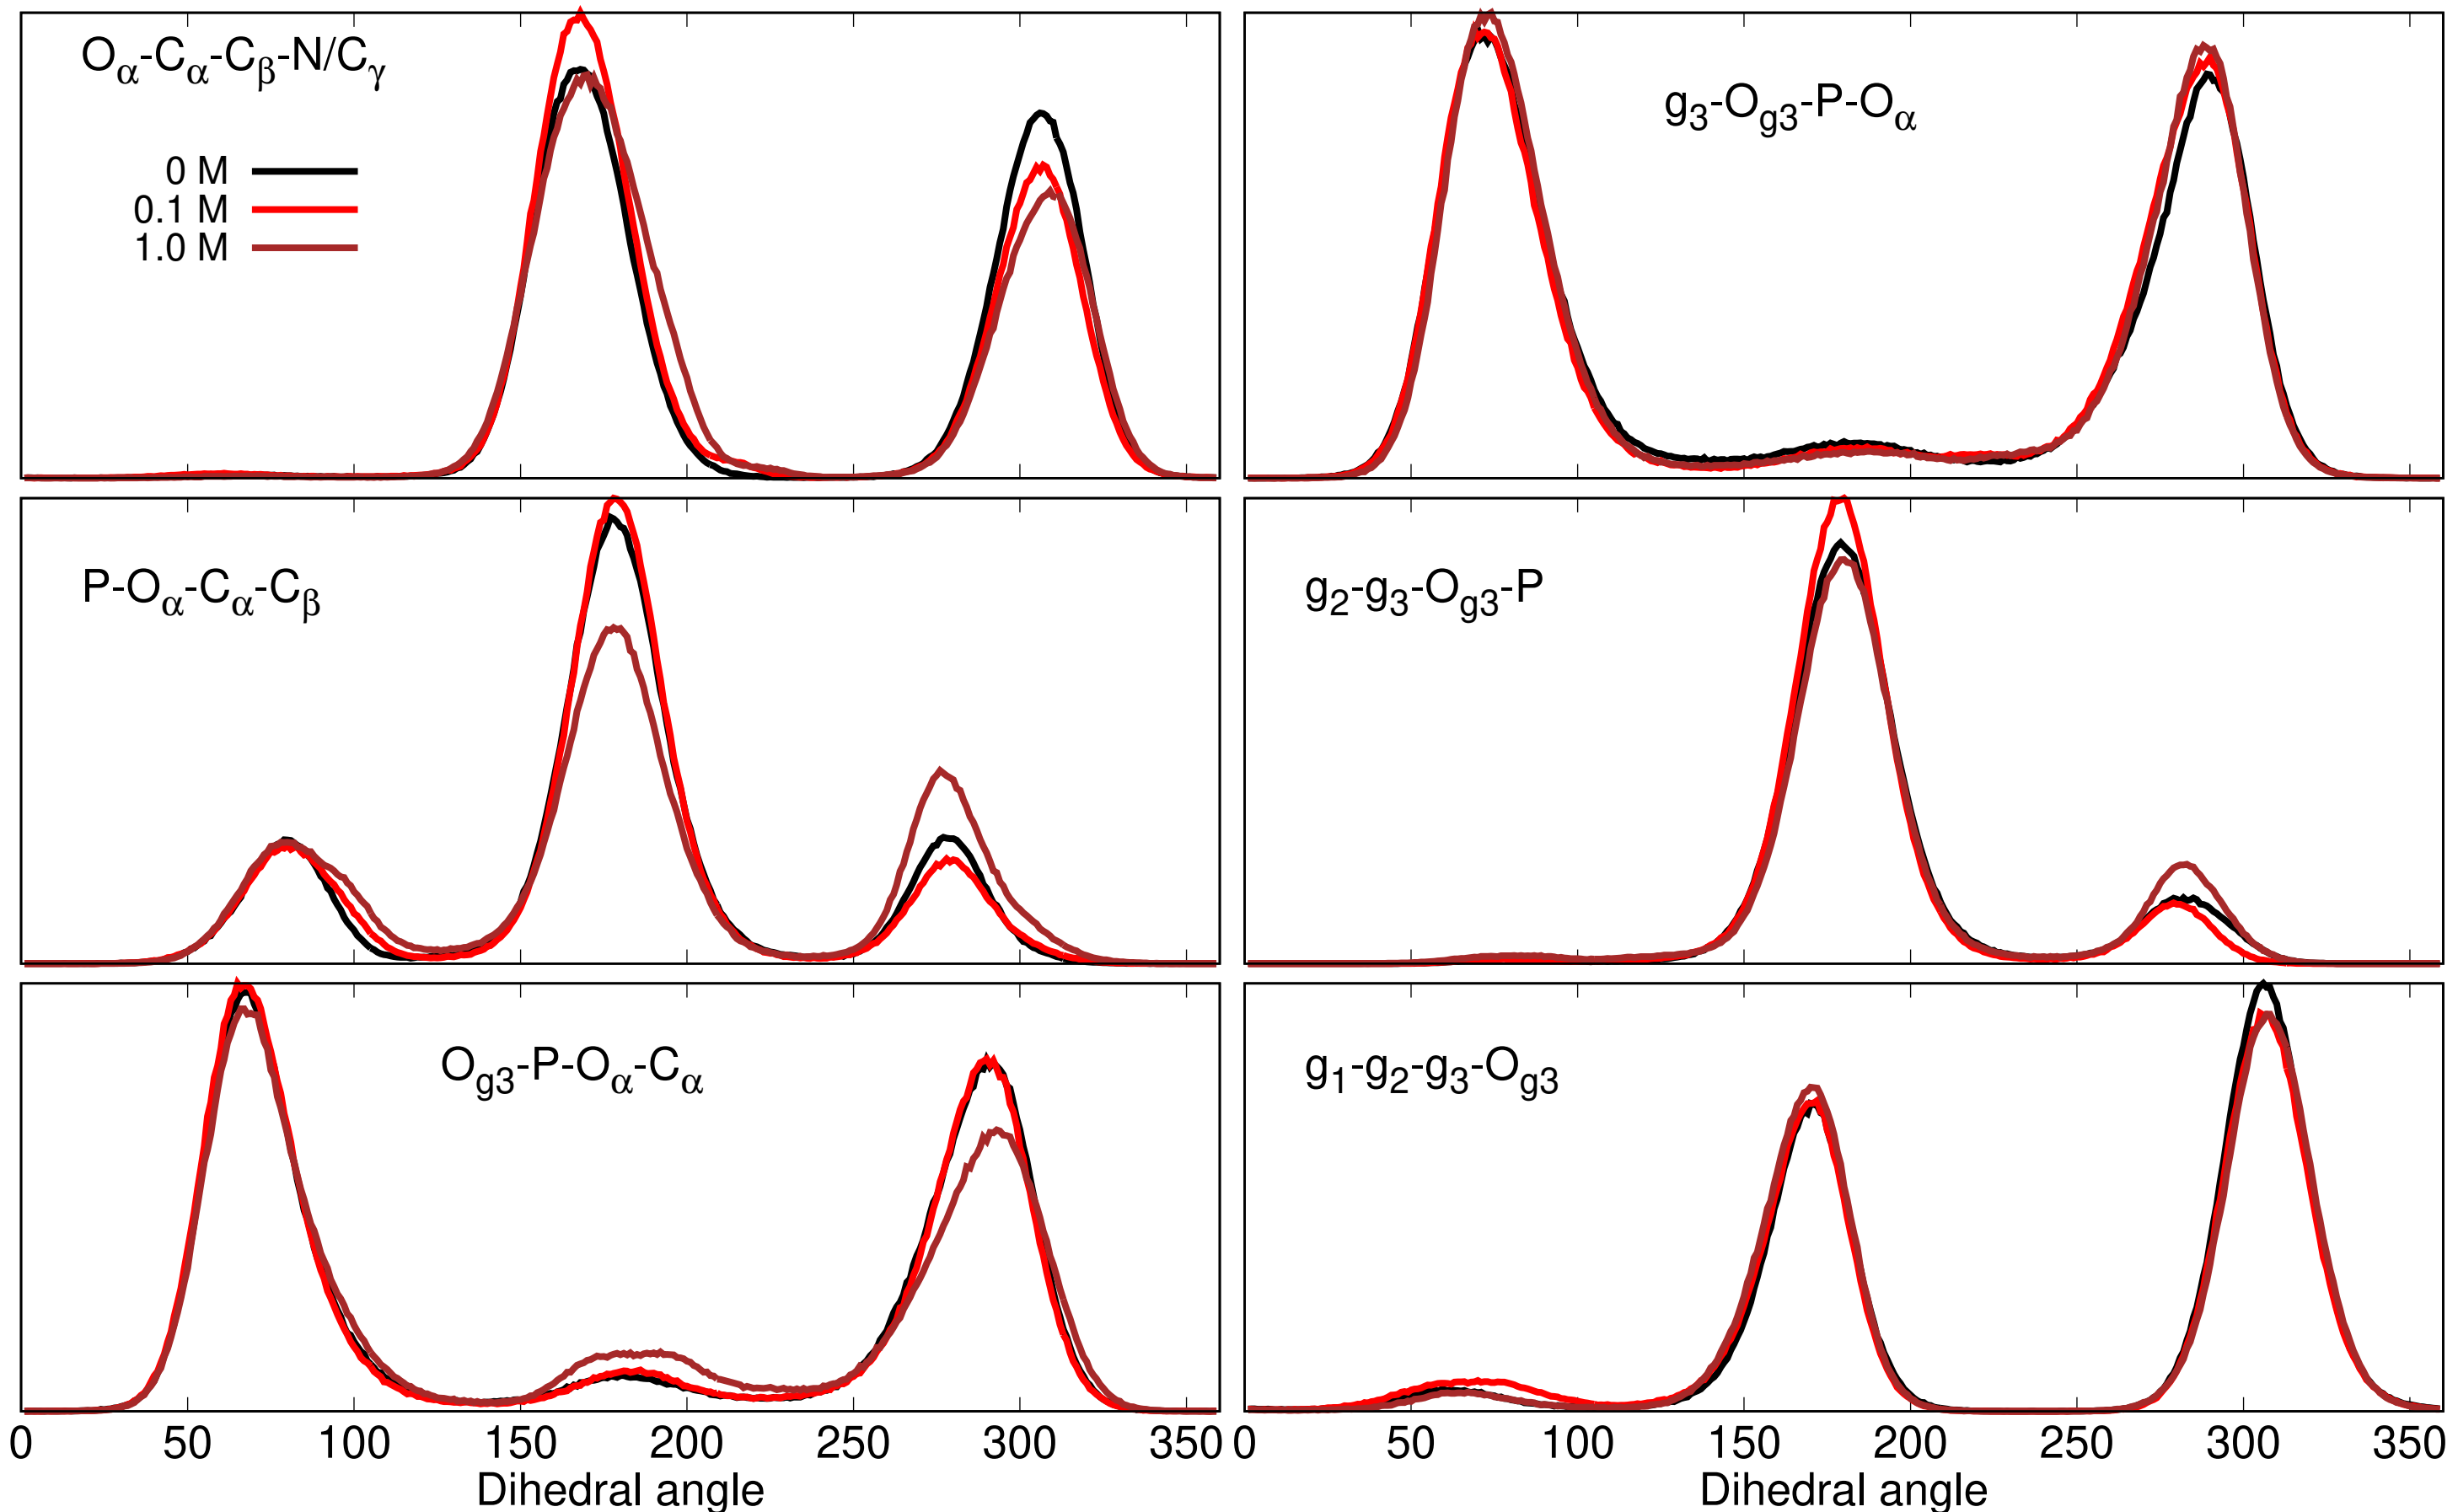 Oα-Cα-Cβ-N/Cγ
0 M
0.1 M
1.0 M
g3-Og3-P-Oα
P-Oα-Cα-Cβ
g2-g3-Og3-P
Og3-P-Oα-Cα
g1-g2-g3-Og3
0 50 100 150 200 250 300 350
0 50 100 150 200 250 300 350
Dihedral angle
Dihedral angle